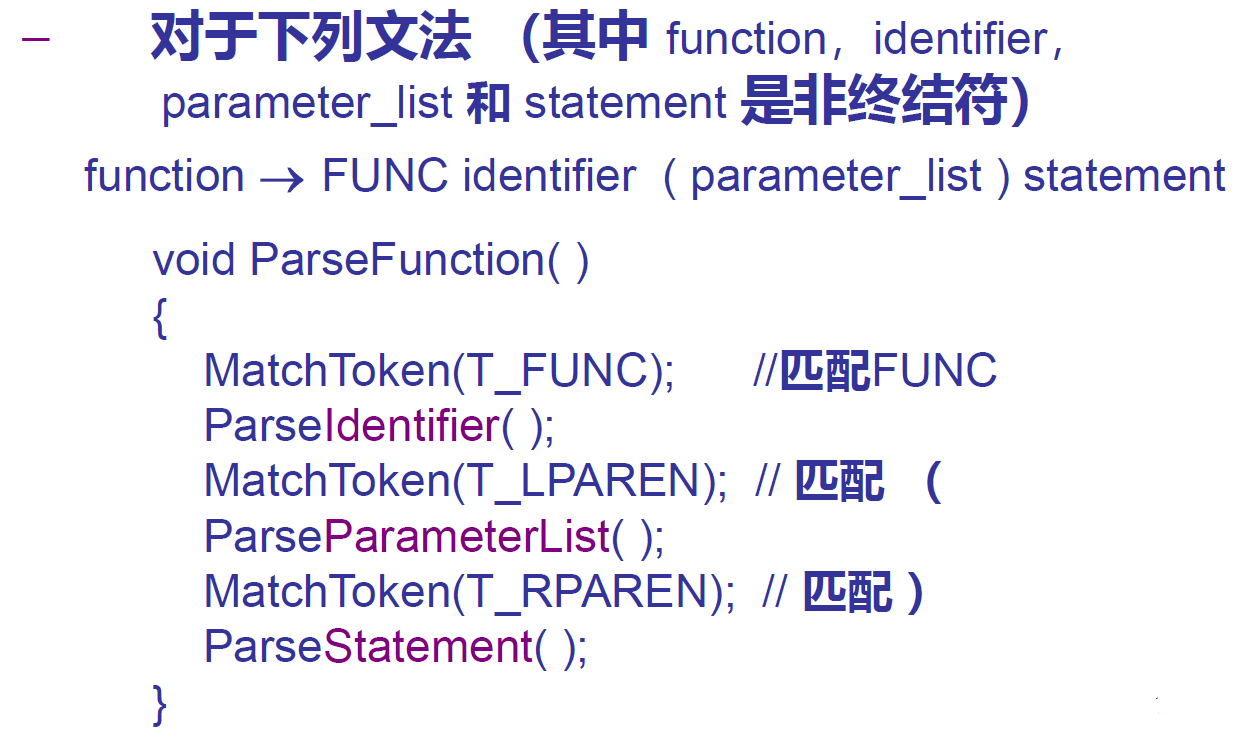 – 对于下列文法 （其中 function，identifier，
parameter_list 和 statement 是非终结符）
function → FUNC identifier ( parameter_list ) statement
void ParseFunction( )
{
MatchToken(T_FUNC); //匹配FUNC
ParseIdentifier( );
MatchToken(T_LPAREN); // 匹配 （
ParseParameterList( );
MatchToken(T_RPAREN); // 匹配 ）
ParseStatement( );
}